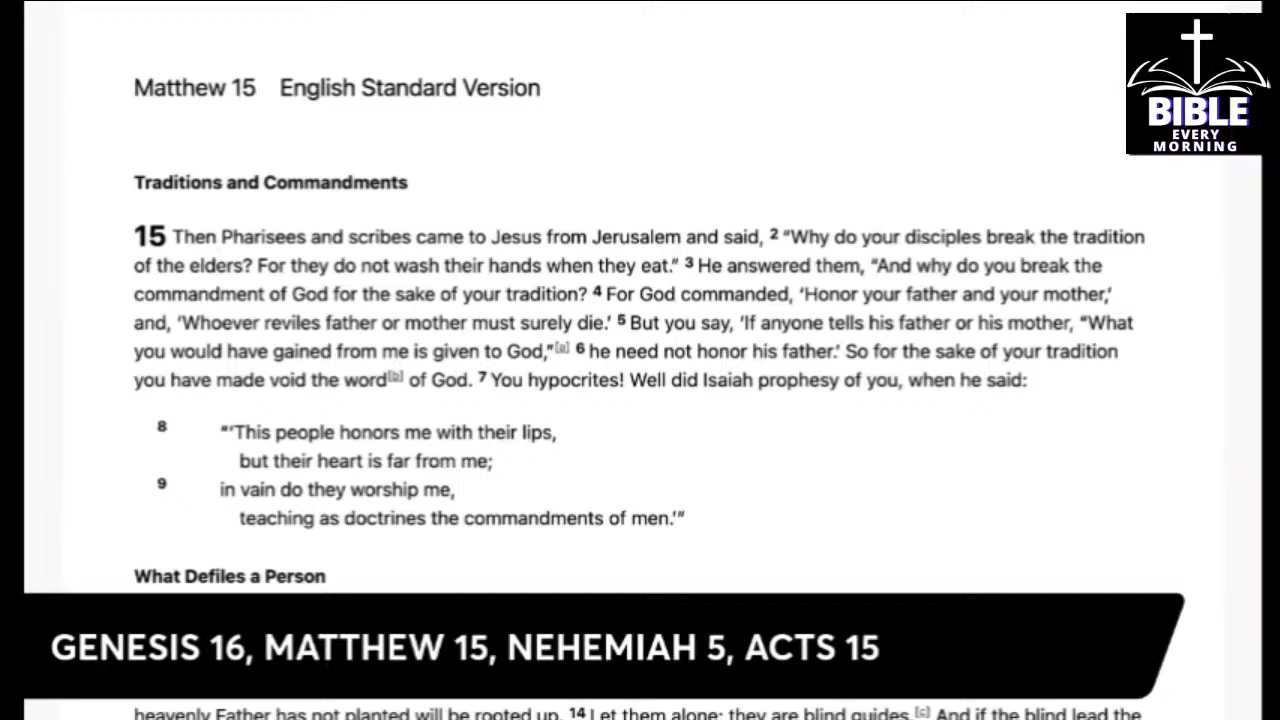 Matthew 15 English Standard Version
BIBLE
EVERY
MORNING
Traditions and Commandments
15 Then Pharisees and scribes came to Jesus from Jerusalem and said, 2 “Why do your disciples break the tradition
of the elders? For they do not wash their hands when they eat.” 3 He answered them, “And why do you break the
commandment of God for the sake of your tradition? 4 For God commanded, ‘Honor your father and your mother,’
and, ‘Whoever reviles father or mother must surely die.’ 5 But you say, ‘If anyone tells his father or his mother, “What
you would have gained from me is given to God,”[a] 6 he need not honor his father.’ So for the sake of your tradition
you have made void the word[b] of God. 7 You hypocrites! Well did Isaiah prophesy of you, when he said:
8 “‘This people honors me with their lips,
but their heart is far from me;
9 in vain do they worship me,
teaching as doctrines the commandments of men.’”
What Defiles a Person
GENESIS 16, MATTHEW 15, NEHEMIAH 5, ACTS 15
heavenly Father has not planted will be rooted up. 14 Let them alone; they are blind guides.[c] And if the blind lead the